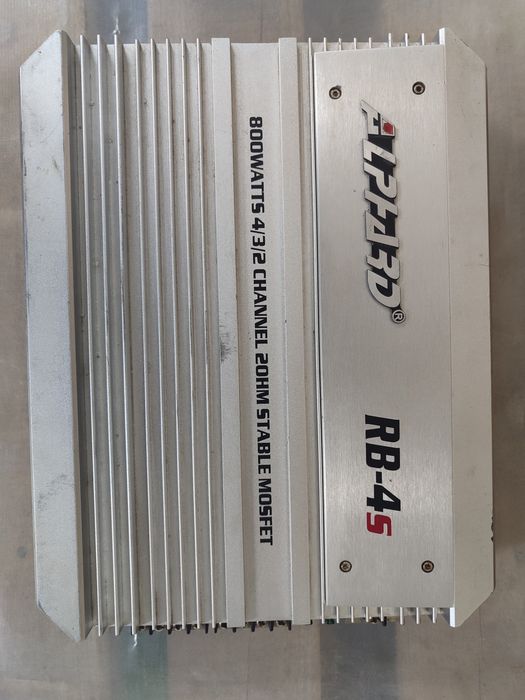 ALPHARD®
RB-4s
800WATTS 4/3/2 CHANNEL 2OHM STABLE MOSFET